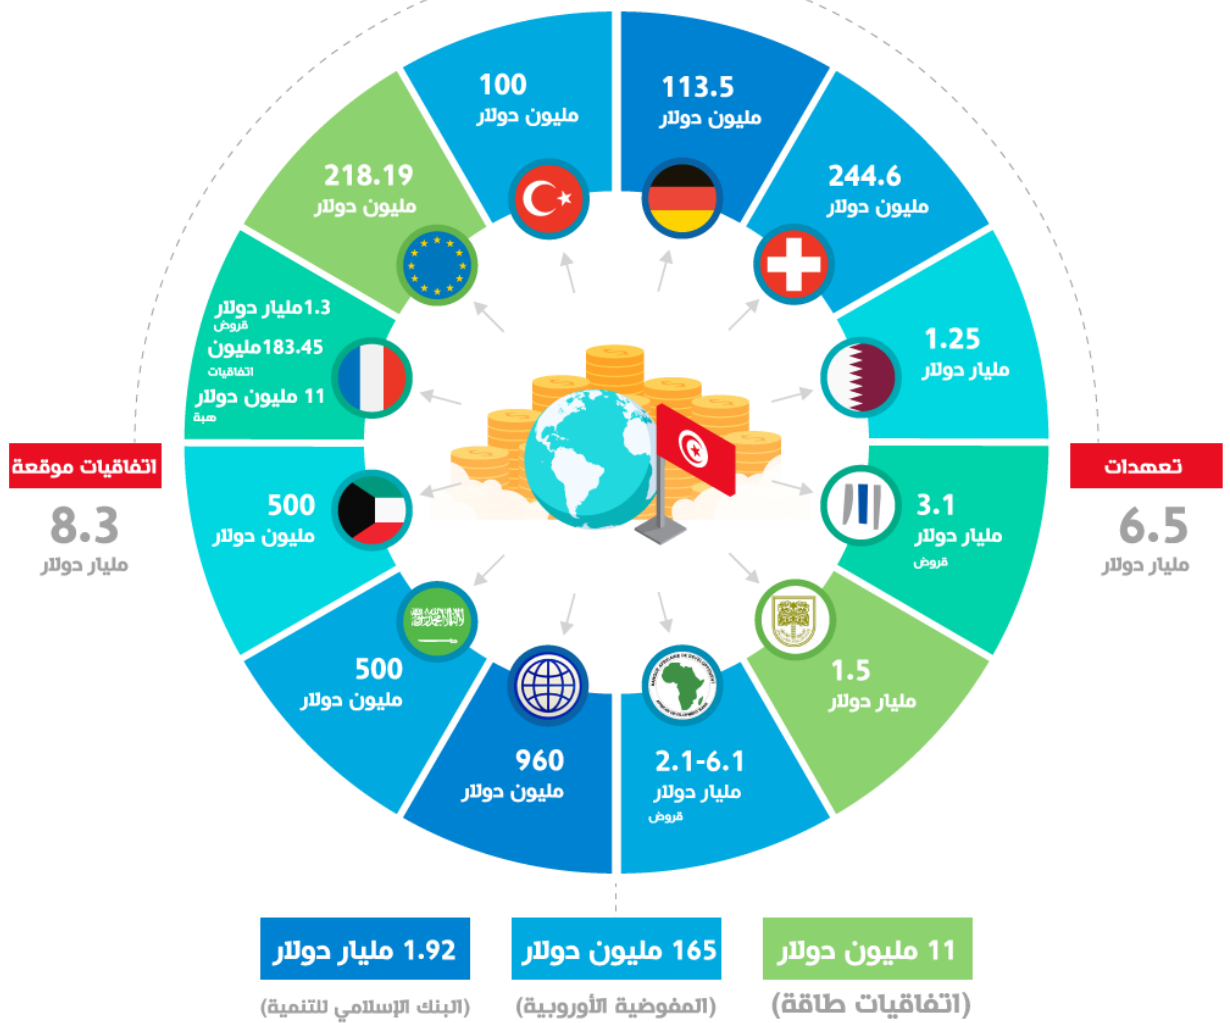 100
مليون دولار
113.5
مليون دولار
244.6
مليون دولار
1.25
مليار دولار
3.1
مليار دولار
قروض
1.5
مليار دولار
2.1-6.1
مليار دولار
قروض
960
مليون دولار
500
مليون دولار
500
مليون دولار
1.3مليار دولار
قروض
183.45مليون
اتفاقيات
11 مليون دولار
هبة
218.19
مليون دولار
تعهدات
6.5
مليار دولار
اتفاقيات موقعة
8.3
مليار دولار
11 مليون دولار
(اتفاقيات طاقة)
165 مليون دولار
(المفوضية الأوروبية)
1.92 مليار دولار
(البنك الإسلامي للتنمية)
BANQUE AFRICAINE DE DEVELOPPEMENT